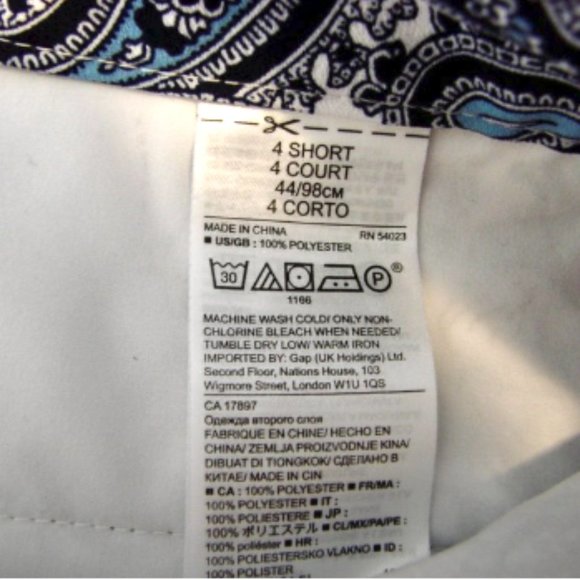 4 SHORT
4 COURT
44/98CM
4 CORTO
MADE IN CHINA RN 54023
■ US/GB : 100% POLYESTER
30 P ®
1166
MACHINE WASH COLD/ ONLY NON-
CHLORINE BLEACH WHEN NEEDED/
TUMBLE DRY LOW/ WARM IRON
IMPORTED BY: Gap (UK Holdings) Ltd.
Second Floor, Nations House, 103
Wigmore Street, London W1U 1QS
CA 17897
Одежда второго слоя
FABRIQUE EN CHINE/ HECHO EN
CHINA/ ZEMLJA PROIZVODNJE KINA/
DIBUAT DI TIONGKOK/ СДЕЛАНО В
КИТАЕ/ MADE IN CIN
■ CA : 100% POLYESTER ■ FR/MA :
100% POLYESTER ■ IT :
100% POLIESTERE ■ JP :
100% ポリエステル ■ CL/MX/PA/PE :
100% poliéster ■ HR :
100% POLIESTERSKO VLAKNO ■ ID :
100% POLISTER